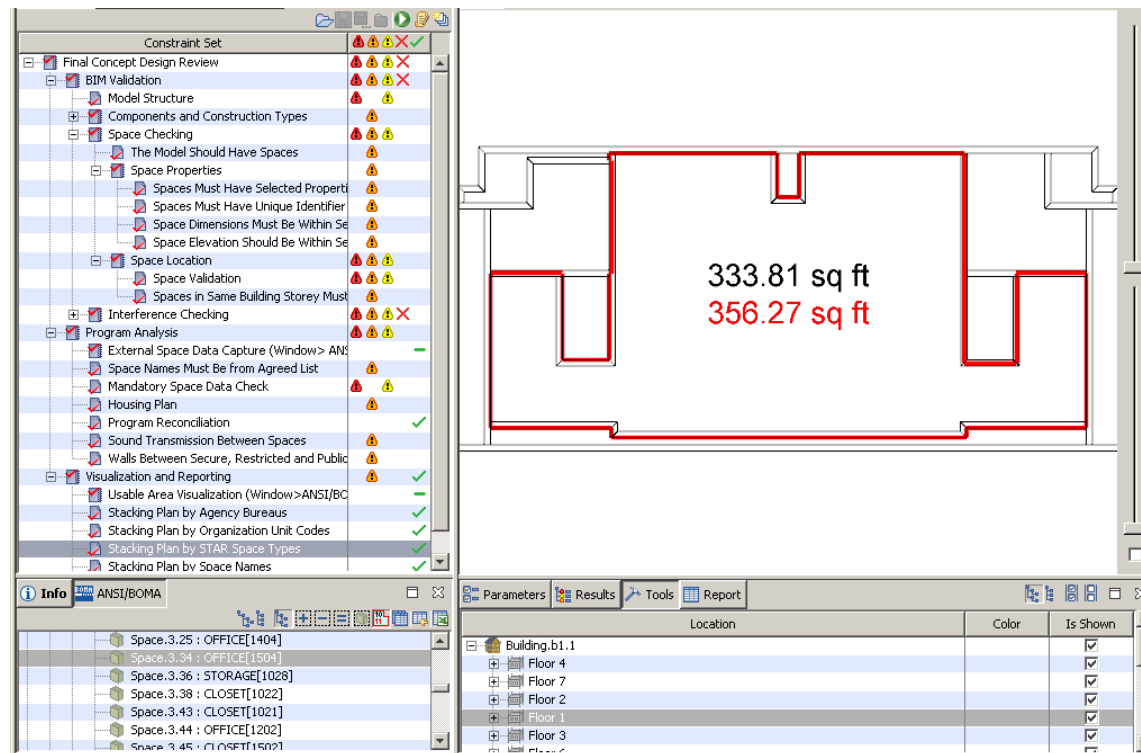 Constraint Set
Final Concept Design Review
BIM Validation
Model Structure
Components and Construction Types
Space Checking
The Model Should Have Spaces
Space Properties
Spaces Must Have Selected Properti
Spaces Must Have Unique Identifier
Space Dimensions Must Be Within Se
Space Elevation Should Be Within Se
Space Location
Space Validation
Spaces in Same Building Storey Must
Interference Checking
Program Analysis
External Space Data Capture (Window> ANS
Space Names Must Be from Agreed List
Mandatory Space Data Check
Housing Plan
Program Reconciliation
Sound Transmission Between Spaces
Walls Between Secure, Restricted and Public
Visualization and Reporting
Usable Area Visualization (Window>ANSI/BO
Stacking Plan by Agency Bureaus
Stacking Plan by Organization Unit Codes
Stacking Plan by STAR Space Types
Stacking Plan by Space Names
333.81 sq ft
356.27 sq ft
Info BOMA ANSI/BOMA
Space.3.25 : OFFICE[1404]
Space.3.34 : OFFICE[1504]
Space.3.36 : STORAGE[1028]
Space.3.38 : CLOSET[1022]
Space.3.43 : CLOSET[1021]
Space.3.44 : OFFICE[1202]
Space.3.45 : CLOSET[1502]
Parameters Results Tools Report
Location Color Is Shown
Building.b1.1
Floor 4
Floor 7
Floor 2
Floor 1
Floor 3
Floor 6